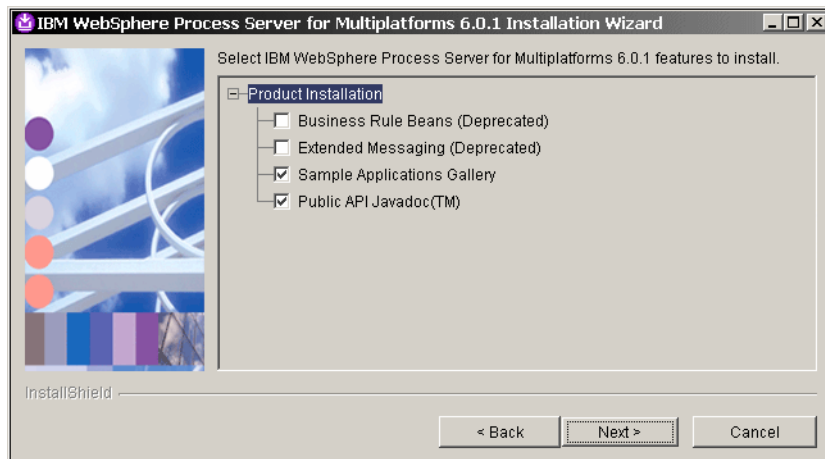 IBM WebSphere Process Server for Multiplatforms 6.0.1 Installation Wizard
Select IBM WebSphere Process Server for Multiplatforms 6.0.1 features to install.
Product Installation
Business Rule Beans (Deprecated)
Extended Messaging (Deprecated)
Sample Applications Gallery
Public API Javadoc(TM)
InstallShield
< Back Next > Cancel